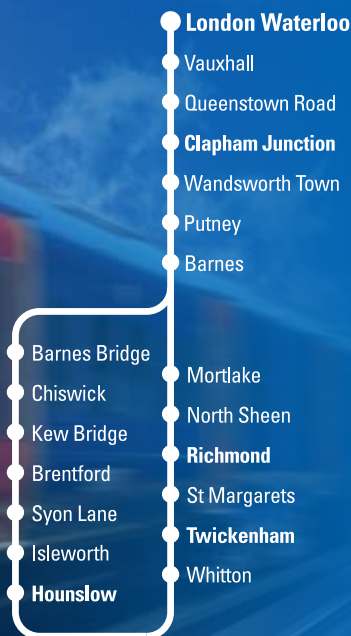 London Waterloo
Vauxhall
Queenstown Road
Clapham Junction
Wandsworth Town
Putney
Barnes
Barnes Bridge
Chiswick
Kew Bridge
Brentford
Syon Lane
Isleworth
Hounslow
Mortlake
North Sheen
Richmond
St Margarets
Twickenham
Whitton